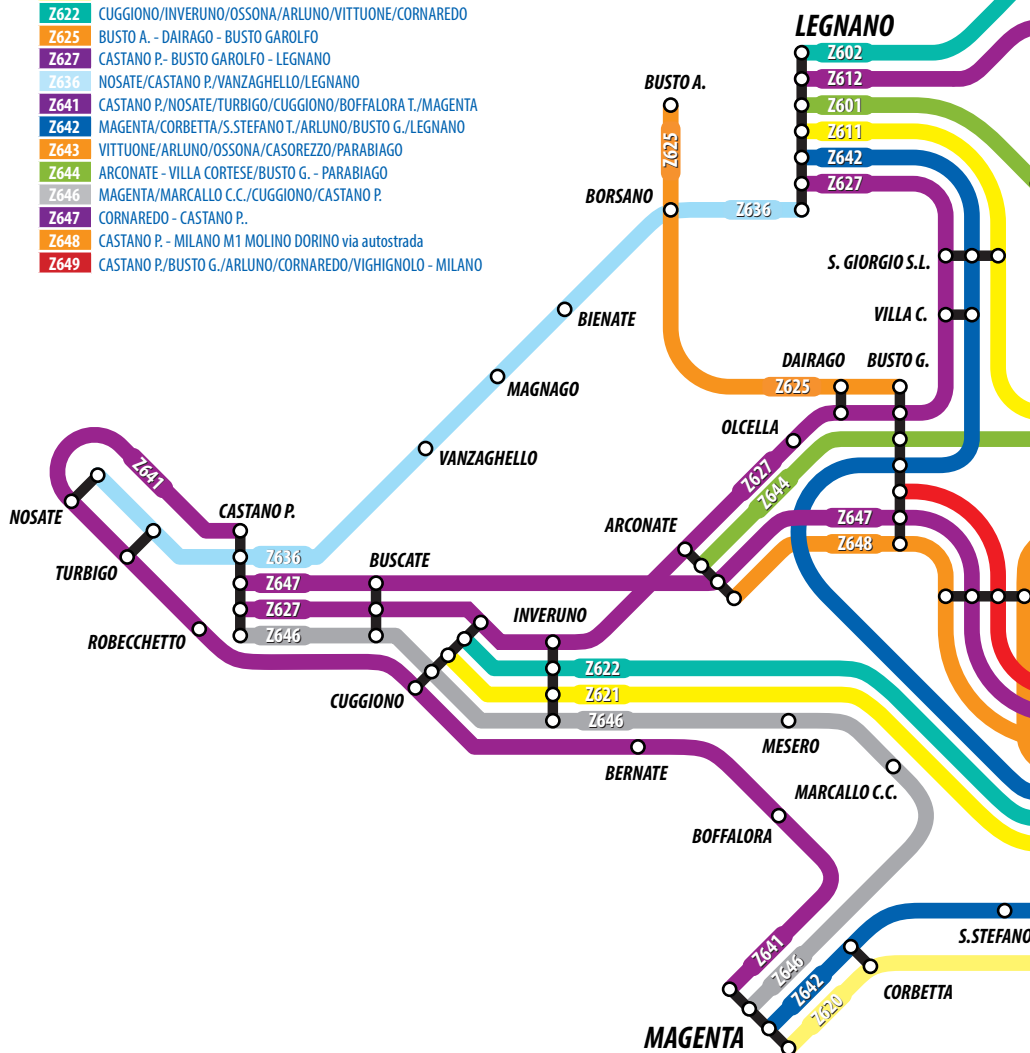 Z622 CUGGIONO/INVERUNO/OSSONA/ARLUNO/VITTUONE/CORNAREDO
Z625 BUSTO A. - DAIRAGO - BUSTO GAROLFO
Z627 CASTANO P.- BUSTO GAROLFO - LEGNANO
Z636 NOSATE/CASTANO P./VANZAGHELLO/LEGNANO
Z641 CASTANO P./NOSATE/TURBIGO/CUGGIONO/BOFFALORA T./MAGENTA
Z642 MAGENTA/CORBETTA/S.STEFANO T./ARLUNO/BUSTO G./LEGNANO
Z643 VITTUONE/ARLUNO/OSSONA/CASOREZZO/PARABIAGO
Z644 ARCONATE - VILLA CORTESE/BUSTO G. - PARABIAGO
Z646 MAGENTA/MARCALLO C.C./CUGGIONO/CASTANO P.
Z647 CORNAREDO - CASTANO P..
Z648 CASTANO P. - MILANO M1 MOLINO DORINO via autostrada
Z649 CASTANO P./BUSTO G./ARLUNO/CORNAREDO/VIGHIGNOLO - MILANO
LEGNANO
Z602
Z612
Z601
Z611
Z642
Z627
BUSTO A.
Z625
BORSANO
Z636
S. GIORGIO S.L.
VILLA C.
BIENATE
MAGNAGO
VANZAGHELLO
DAIRAGO
BUSTO G.
Z625
OLCELLA
Z627
Z644
Z641
NOSATE
CASTANO P.
ARCONATE
Z647
Z648
TURBIGO
Z636
BUSCATE
Z647
Z627
Z646
ROBECCHETTO
INVERUNO
CUGGIONO
Z622
Z621
Z646
MESERO
BERNATE
MARCALLO C.C.
BOFFALORA
Z641
Z646
Z642
Z620
S.STEFANO
CORBETTA
MAGENTA